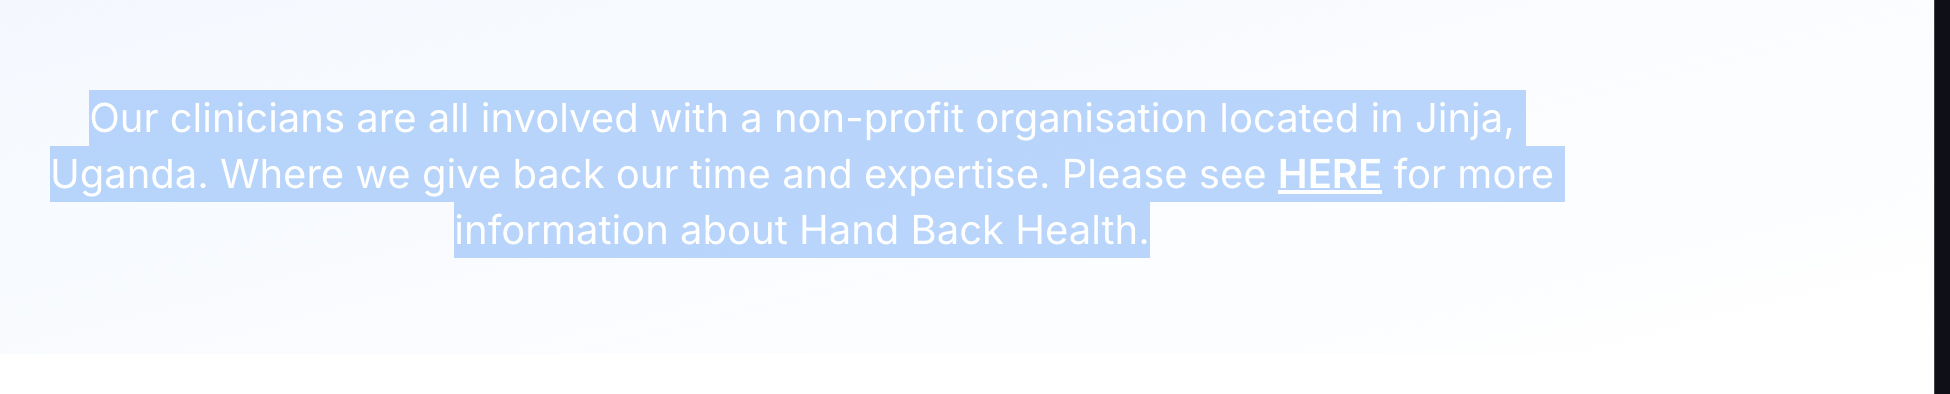 Our clinicians are all involved with a non-profit organisation located in Jinja,
Uganda. Where we give back our time and expertise. Please see HERE for more
information about Hand Back Health.